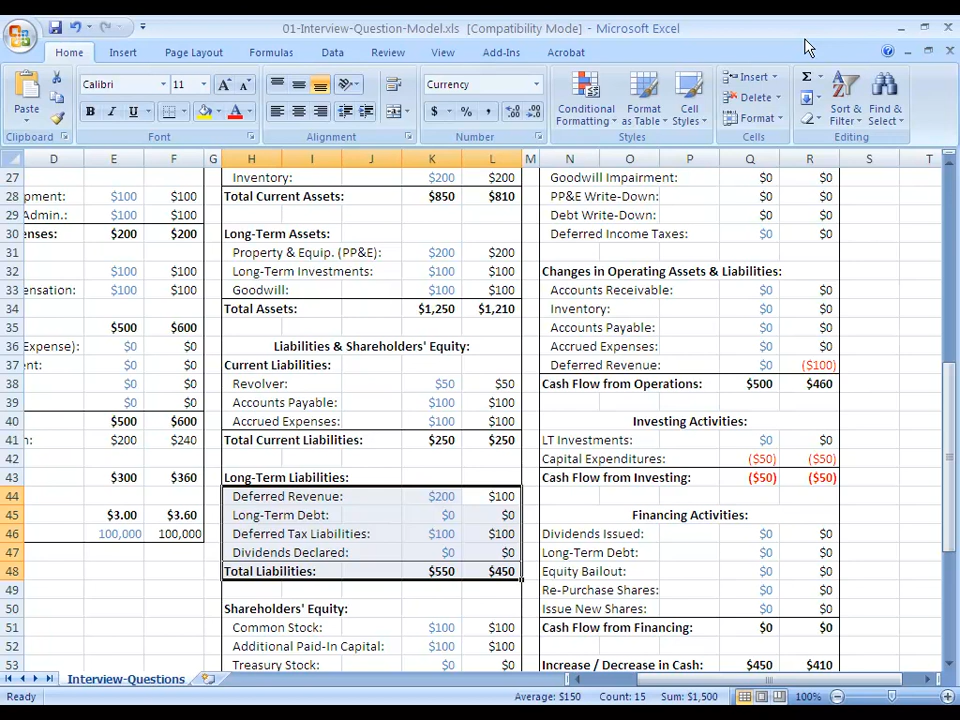 01-Interview-Question-Model.xls [Compatibility Mode] - Microsoft Excel
Home Insert Page Layout Formulas Data Review View Add-Ins Acrobat
Paste
Calibri 11
B I U
Currency
$ % ,
Conditional Formatting
Format as Table
Cell Styles
Insert
Delete
Format
Sort & Filter
Find & Select
Clipboard Font Alignment Number Styles Cells Editing
D E F G H I J K L M N O P Q R S T
27 Inventory: $200 $200 Goodwill Impairment: $0 $0
28 pment: $100 $100 Total Current Assets: $850 $810 PP&E Write-Down: $0 $0
29 Admin.: $100 $100 Debt Write-Down: $0 $0
30 enses: $200 $200 Long-Term Assets: Deferred Income Taxes: $0 $0
31 Property & Equip. (PP&E): $200 $200
32 $100 $100 Long-Term Investments: $100 $100 Changes in Operating Assets & Liabilities:
33 ensation: $100 $100 Goodwill: $100 $100 Accounts Receivable: $0 $0
34 Total Assets: $1,250 $1,210 Inventory: $0 $0
35 $500 $600 Accounts Payable: $0 $0
36 Expense): $0 $0 Liabilities & Shareholders' Equity: Accrued Expenses: $0 $0
37 nt: $0 $0 Current Liabilities: Deferred Revenue: $0 ($100)
38 $0 $0 Revolver: $50 $50 Cash Flow from Operations: $500 $460
39 $0 $0 Accounts Payable: $100 $100
40 $500 $600 Accrued Expenses: $100 $100 Investing Activities:
41 n: $200 $240 Total Current Liabilities: $250 $250 LT Investments: $0 $0
42 Capital Expenditures: ($50) ($50)
43 $300 $360 Long-Term Liabilities: Cash Flow from Investing: ($50) ($50)
44 Deferred Revenue: $200 $100
45 $3.00 $3.60 Long-Term Debt: $0 $0 Financing Activities:
46 100,000 100,000 Deferred Tax Liabilities: $100 $100 Dividends Issued: $0 $0
47 Dividends Declared: $0 $0 Long-Term Debt: $0 $0
48 Total Liabilities: $550 $450 Equity Bailout: $0 $0
49 Re-Purchase Shares: $0 $0
50 Shareholders' Equity: Issue New Shares: $0 $0
51 Common Stock: $100 $100 Cash Flow from Financing: $0 $0
52 Additional Paid-In Capital: $100 $100
53 Treasury Stock: $0 $0 Increase / Decrease in Cash: $450 $410
Interview-Questions
Ready Average: $150 Count: 15 Sum: $1,500 100%